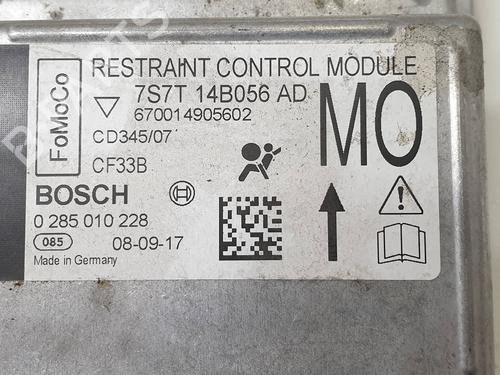 RESTRAINT CONTROL MODULE
FoMoCo
7S7T 14B056 AD
670014905602
MO
CD345/07
CF33B
BOSCH
0 285 010 228
085
08-09-17
Made in Germany